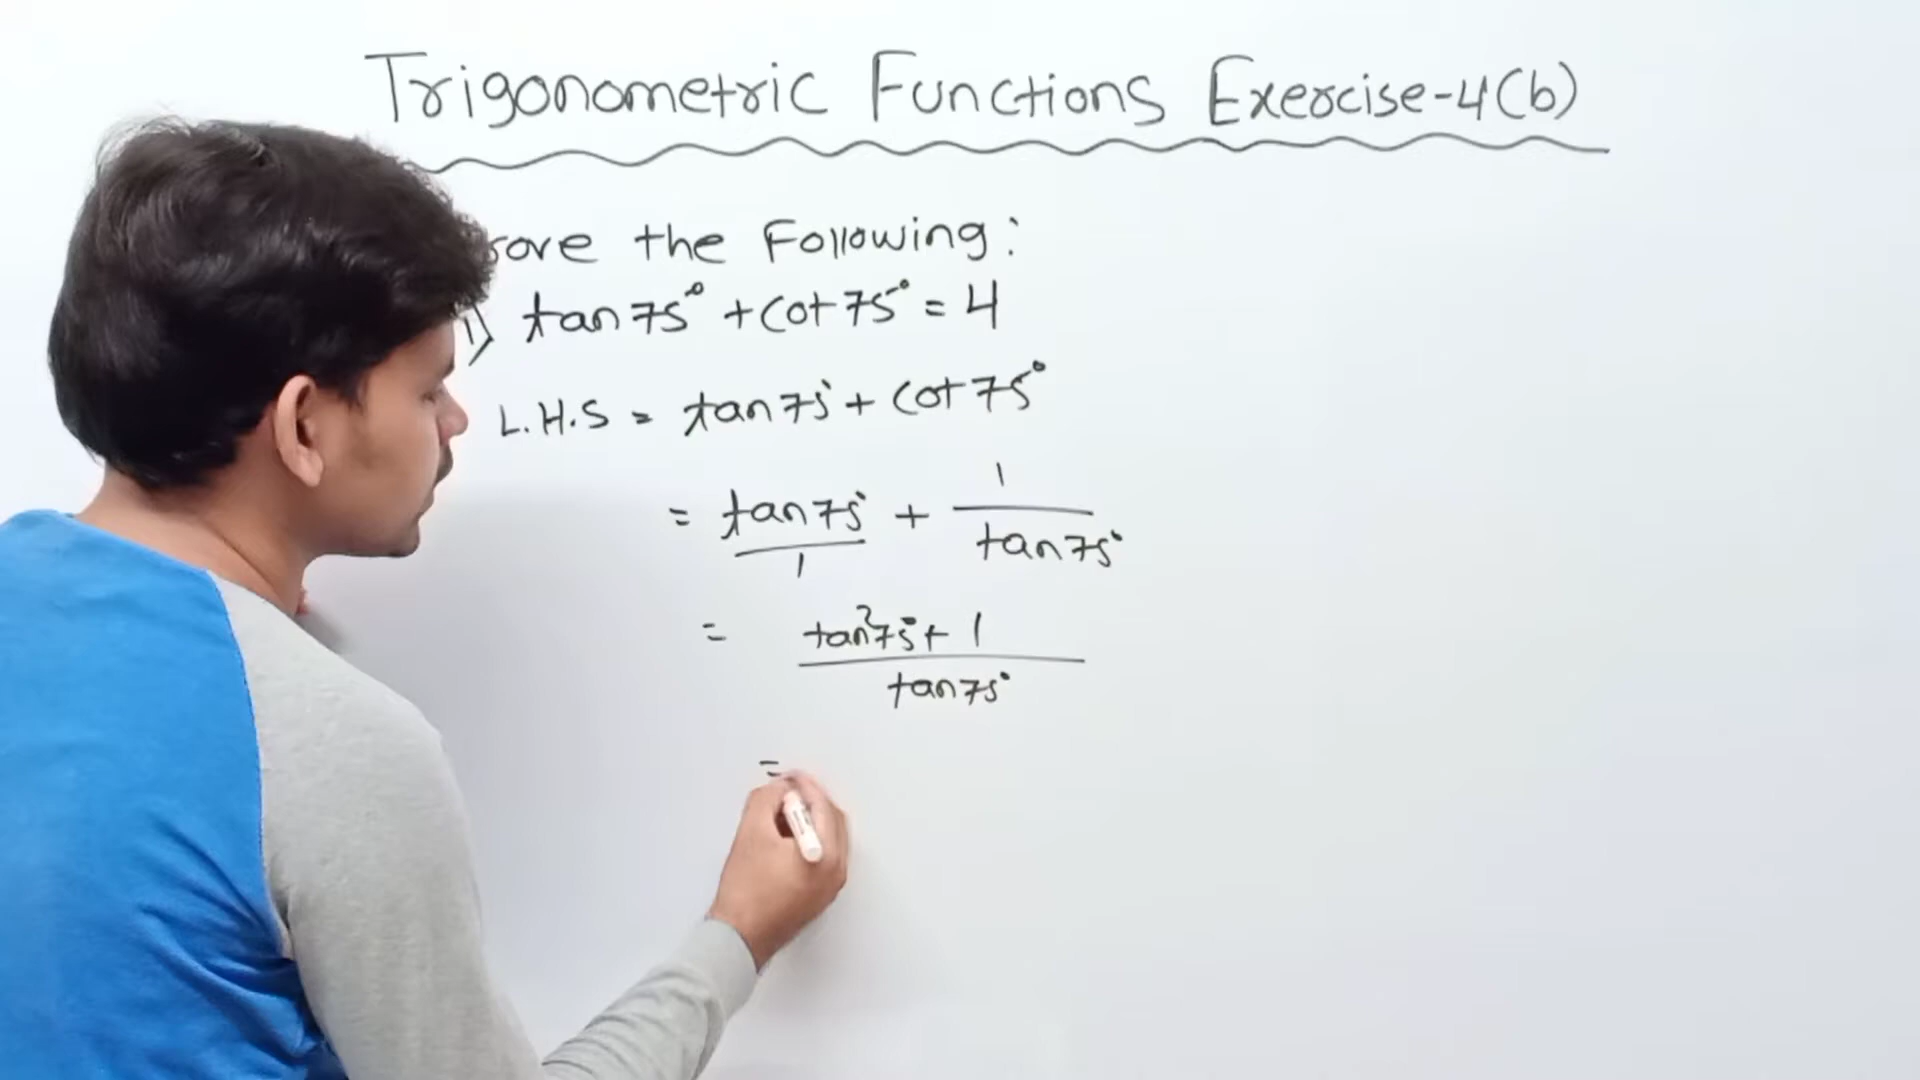 Trigonometric Functions Exercise-4(b)
the Following:
1) tan75° + cot75° = 4
L.H.S = tan75° + cot75°
= tan75°/1 + 1/tan75°
= tan²75° + 1/tan75°
=